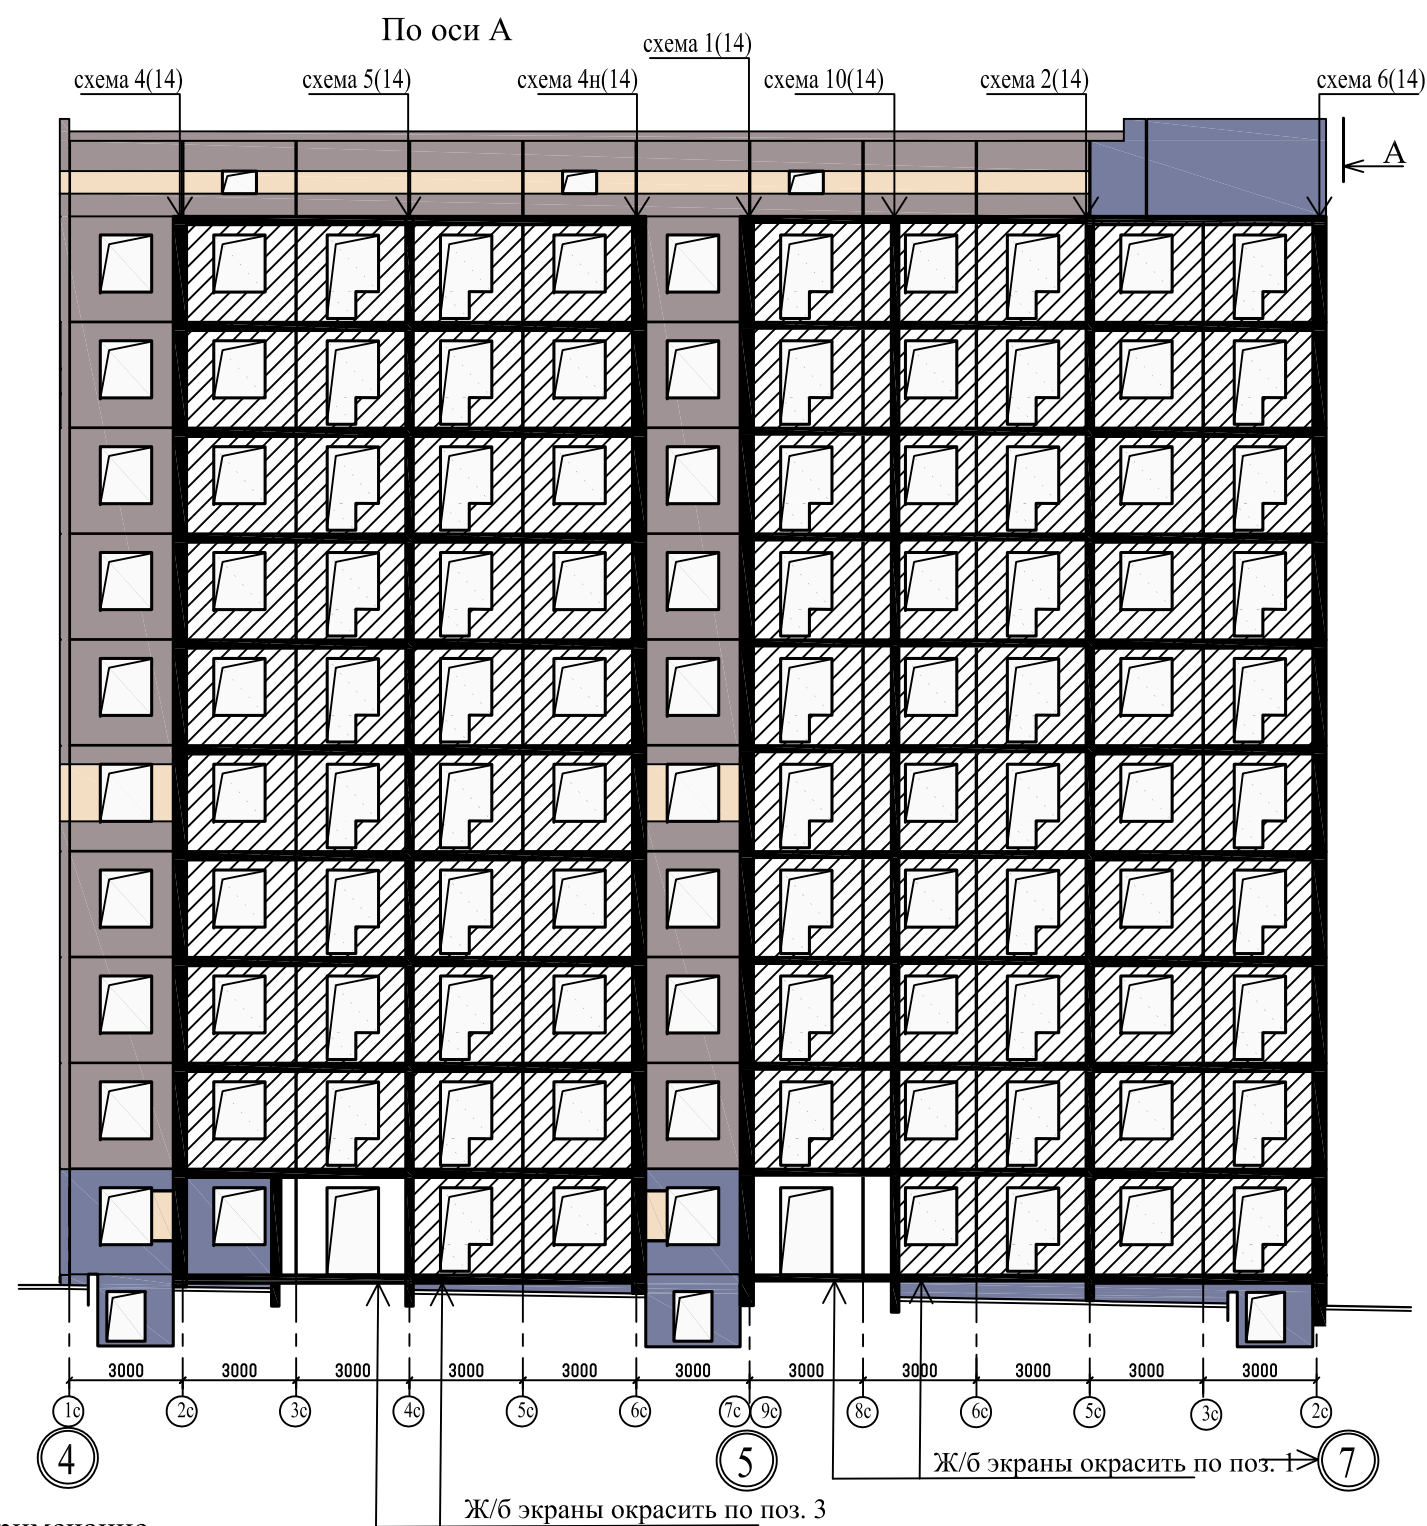 По оси А
схема 1(14)
схема 4(14) схема 5(14) схема 4н(14) схема 10(14) схема 2(14) схема 6(14)
А
3000 3000 3000 3000 3000 3000 3000 3000 3000 3000 3000
1с 2с 3с 4с 5с 6с 7с 9с 8с 6с 5с 3с 2с
4 5 7
Ж/б экраны окрасить по поз. 1
Ж/б экраны окрасить по поз. 3